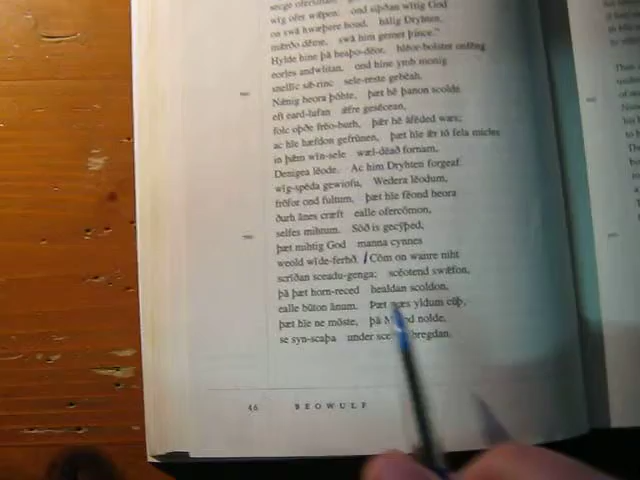 wiġ ofer wǣpen; ond siþðan witig God
on swā hwæþere hond, hālig Dryhten,
mǣrðo dēme, swā him gemet þince."
Hylde hine þā heaþo-dēor, hlēor-bolster onfēng
eorles andwlitan, ond hine ymb monig
snellīc sǣ-rinc sele-reste gebēah.
Nǣnig heora þōhte, þæt hē þanon scolde
eft eard-lufan ǣfre gesēcean,
folc oþðe frēo-burh, þǣr hē āfēded wæs;
ac hīe hæfdon gefrūnen, þæt hīe ǣr tō fela micles
in þǣm wīn-sele wæl-dēað fornam,
Denigea lēode. Ac him Dryhten forgeaf
wīg-spēda gewiofu, Wedera lēodum,
frōfor ond fultum, þæt hīe fēond heora
ðurh ānes cræft ealle ofercōmon,
selfes mihtum. Sōð is gecȳþed,
þæt mihtig God manna cynnes
weold wīde-ferhð. Cōm on wanre niht
scrīðan sceadu-genga; scēotend swǣfon,
þā þæt horn-reced healdan scoldon,
ealle būton ānum. Þæt wæs yldum cūþ,
þæt hīe ne mōste, þā nolde,
se syn-scaþa under bregdan.
46 BEOWULF